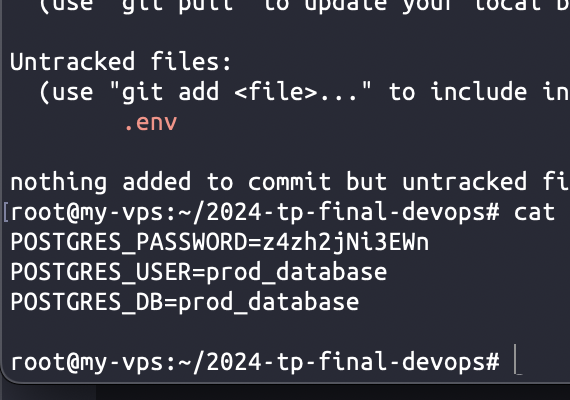 (use "git pull" to update your local b
Untracked files:
(use "git add <file>..." to include in
.env
nothing added to commit but untracked fi
[root@my-vps:~/2024-tp-final-devops# cat
POSTGRES_PASSWORD=z4zh2jNi3EWn
POSTGRES_USER=prod_database
POSTGRES_DB=prod_database
root@my-vps:~/2024-tp-final-devops#